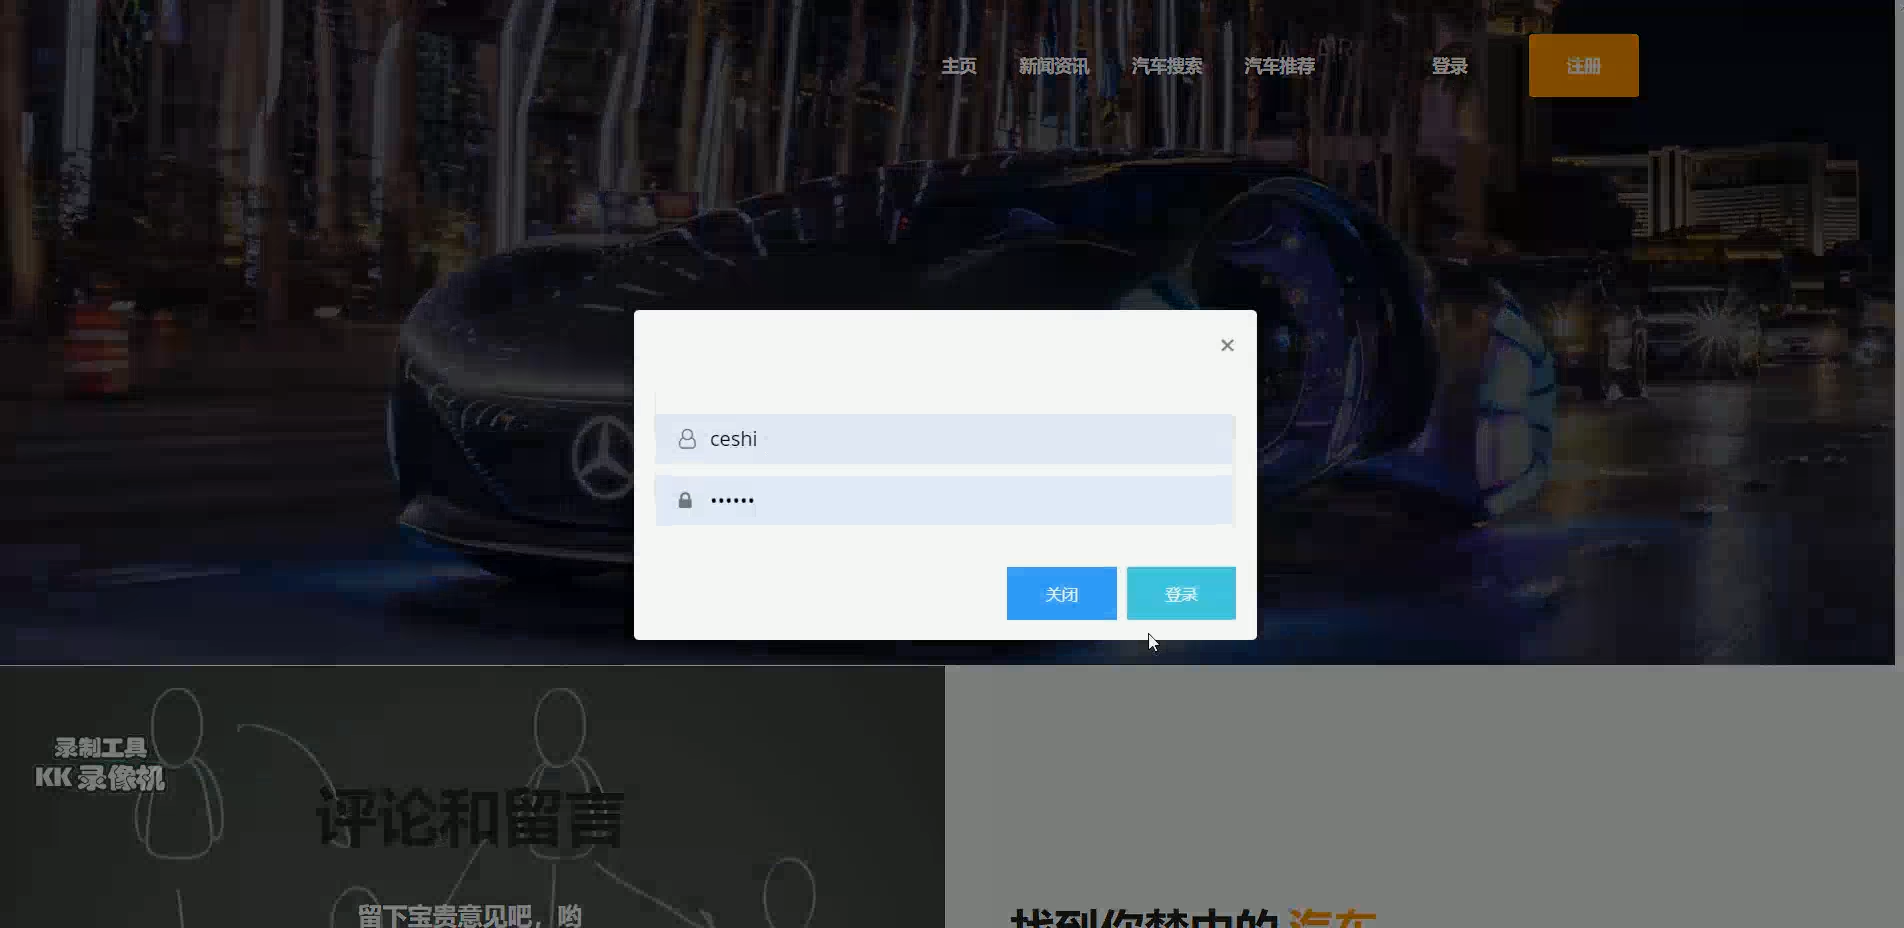 主页 新闻资讯 汽车搜索 汽车推荐 登录 注册
ceshi
••••••
关闭 登录
录制工具
KK 录像机
评论和留言
留下宝贵意见吧，哟
找到你梦中的 汽车